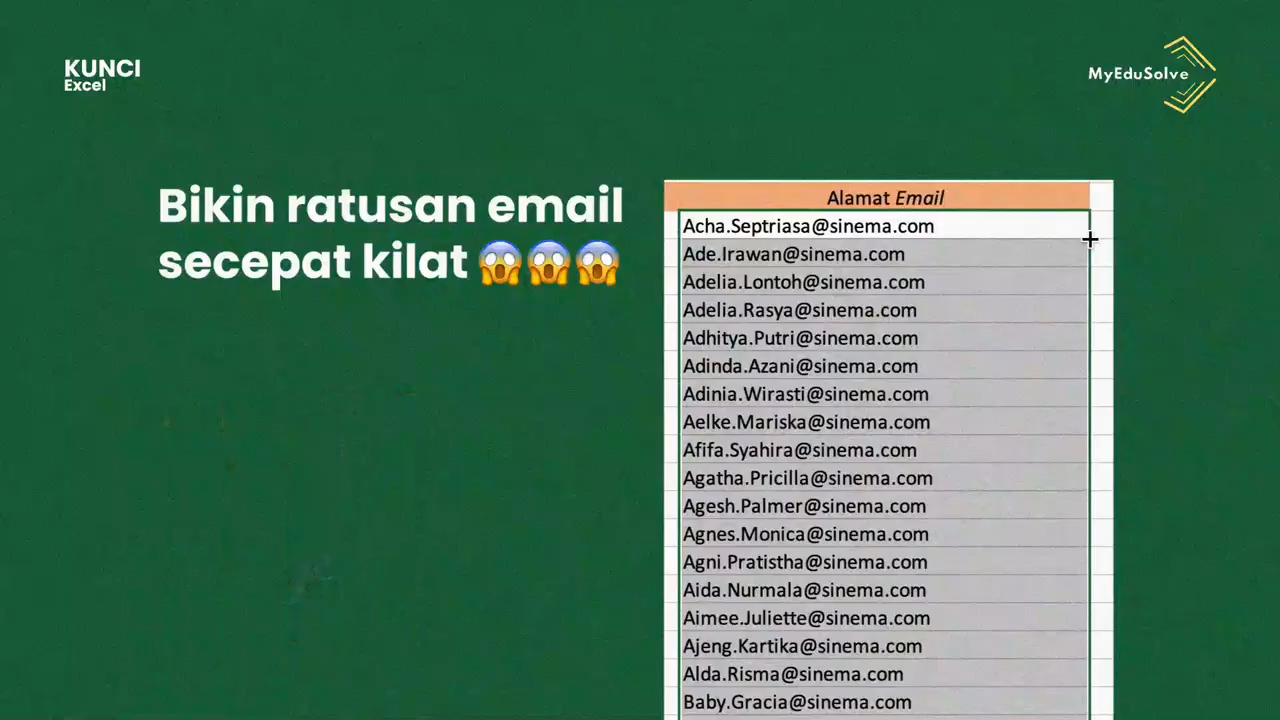 KUNCI
Excel
MyEduSolve
Bikin ratusan email
secepat kilat 😱😱😱
Alamat Email
Acha.Septriasa@sinema.com
Ade.Irawan@sinema.com
Adelia.Lontoh@sinema.com
Adelia.Rasya@sinema.com
Adhitya.Putri@sinema.com
Adinda.Azani@sinema.com
Adinia.Wirasti@sinema.com
Aelke.Mariska@sinema.com
Afifa.Syahira@sinema.com
Agatha.Pricilla@sinema.com
Agesh.Palmer@sinema.com
Agnes.Monica@sinema.com
Agni.Pratistha@sinema.com
Aida.Nurmala@sinema.com
Aimee.Juliette@sinema.com
Ajeng.Kartika@sinema.com
Alda.Risma@sinema.com
Baby.Gracia@sinema.com